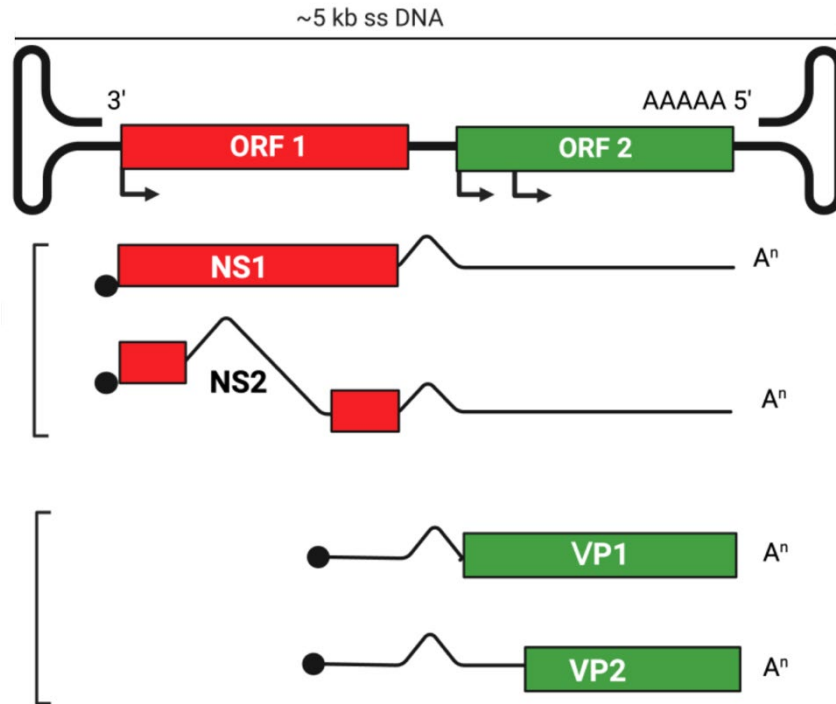 ~5 kb ss DNA
3'
AAAAA 5'
ORF 1
ORF 2
NS1
Aⁿ
NS2
Aⁿ
VP1
Aⁿ
VP2
Aⁿ